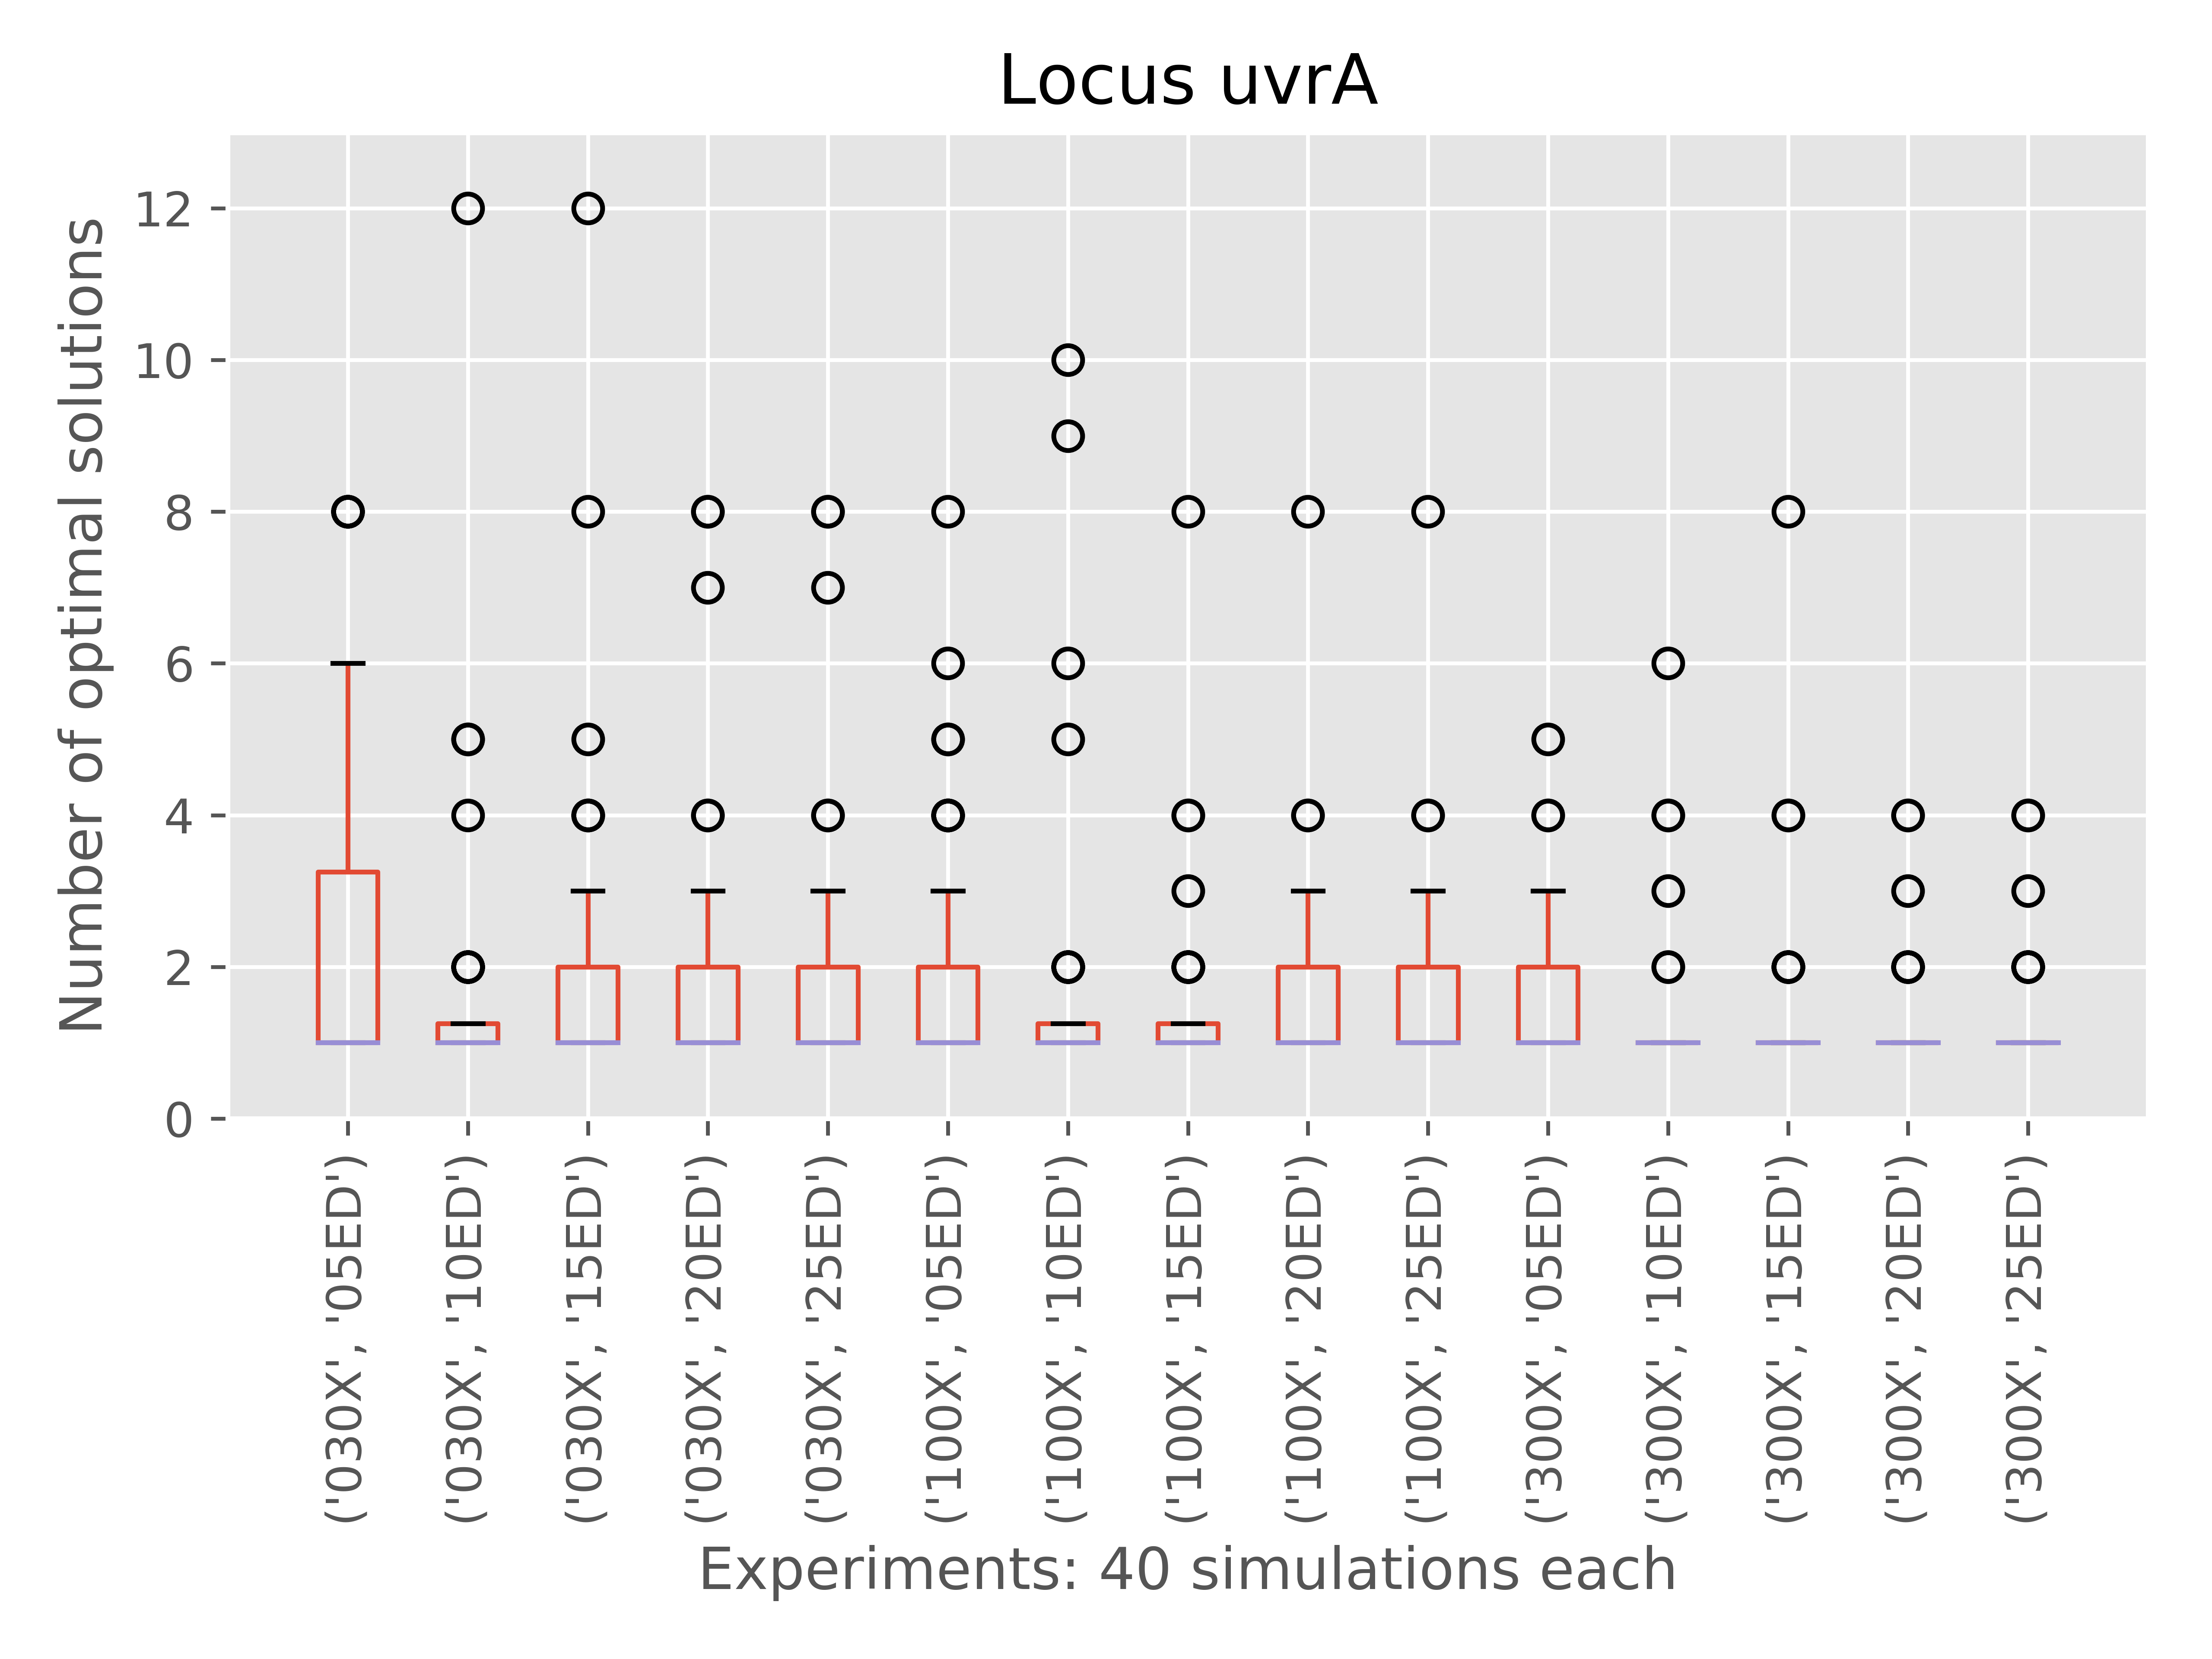 Locus uvrA
Number of optimal solutions
12
10
8
6
4
2
0
('030X', '05ED')
('030X', '10ED')
('030X', '15ED')
('030X', '20ED')
('030X', '25ED')
('100X', '05ED')
('100X', '10ED')
('100X', '15ED')
('100X', '20ED')
('100X', '25ED')
('300X', '05ED')
('300X', '10ED')
('300X', '15ED')
('300X', '20ED')
('300X', '25ED')
Experiments: 40 simulations each